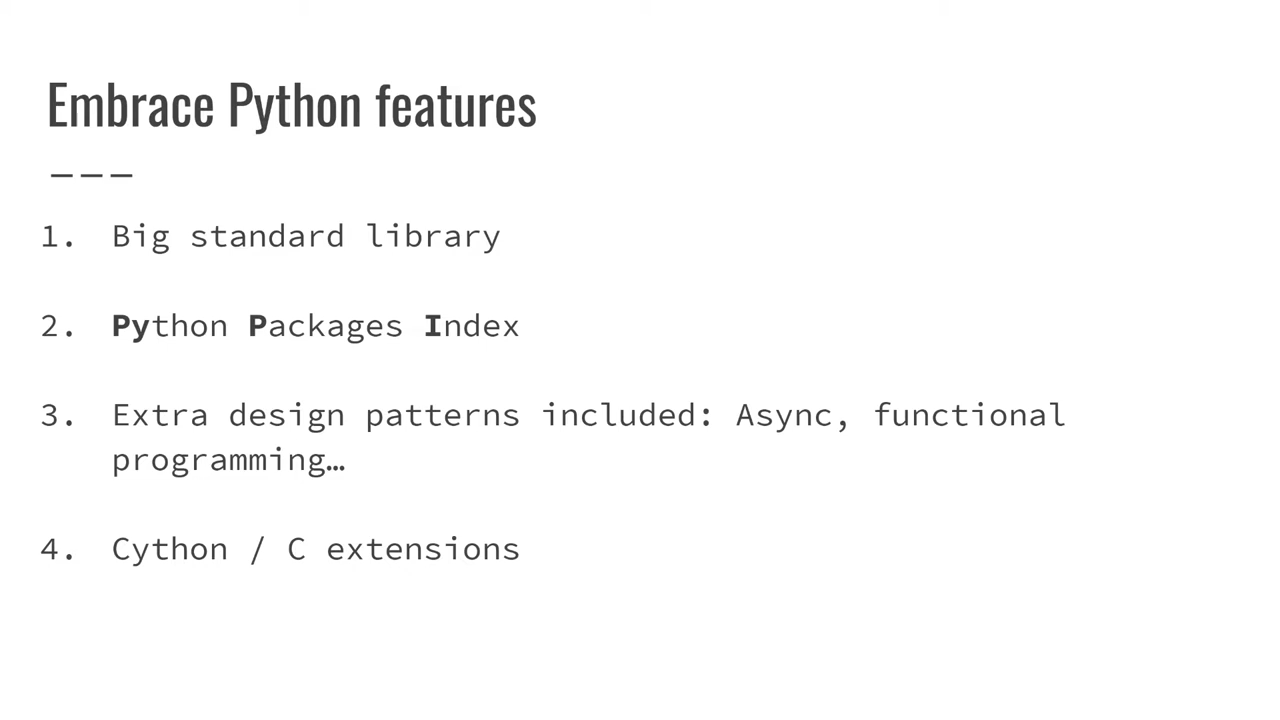 Embrace Python features
———
1. Big standard library
2. Python Packages Index
3. Extra design patterns included: Async, functional
programming…
4. Cython / C extensions